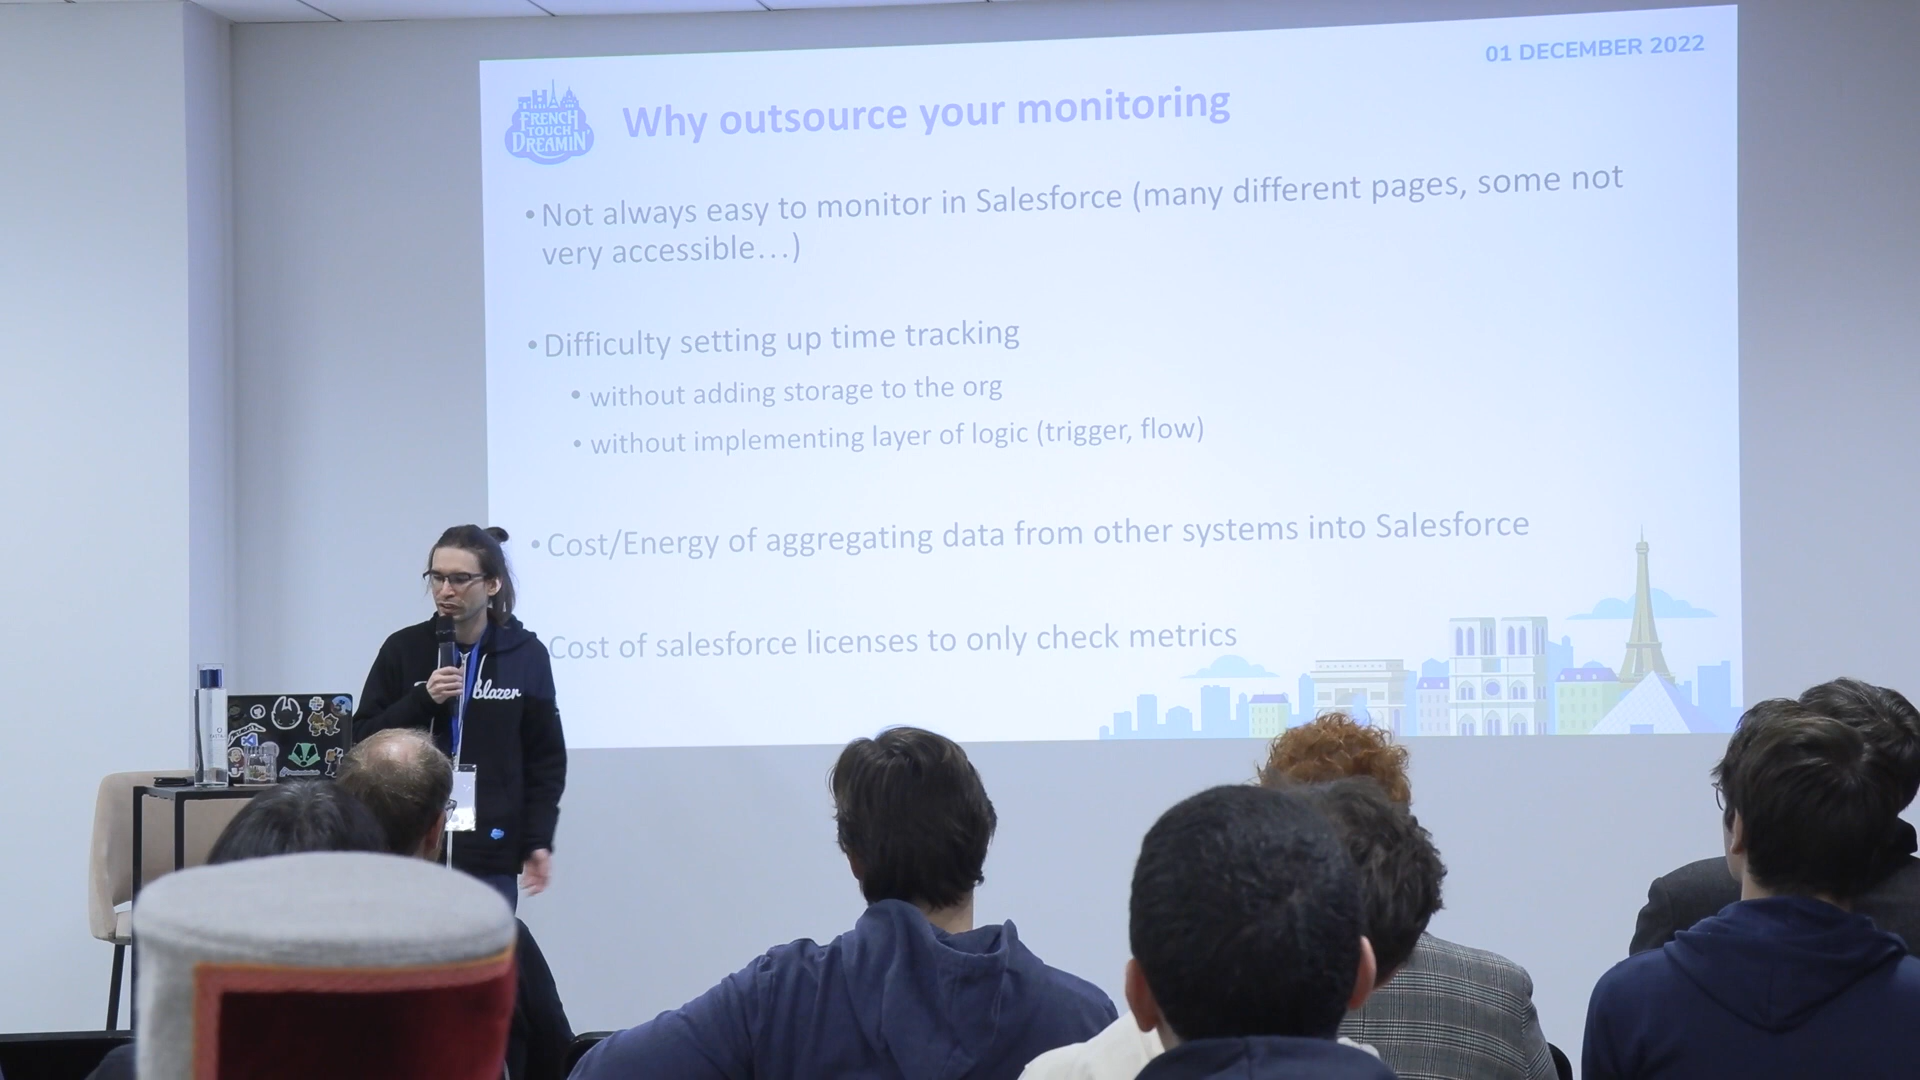 01 DECEMBER 2022
FRENCH
TOUCH
DREAMIN'
Why outsource your monitoring
• Not always easy to monitor in Salesforce (many different pages, some not
very accessible...)
• Difficulty setting up time tracking
• without adding storage to the org
• without implementing layer of logic (trigger, flow)
• Cost/Energy of aggregating data from other systems into Salesforce
Cost of salesforce licenses to only check metrics
blazer